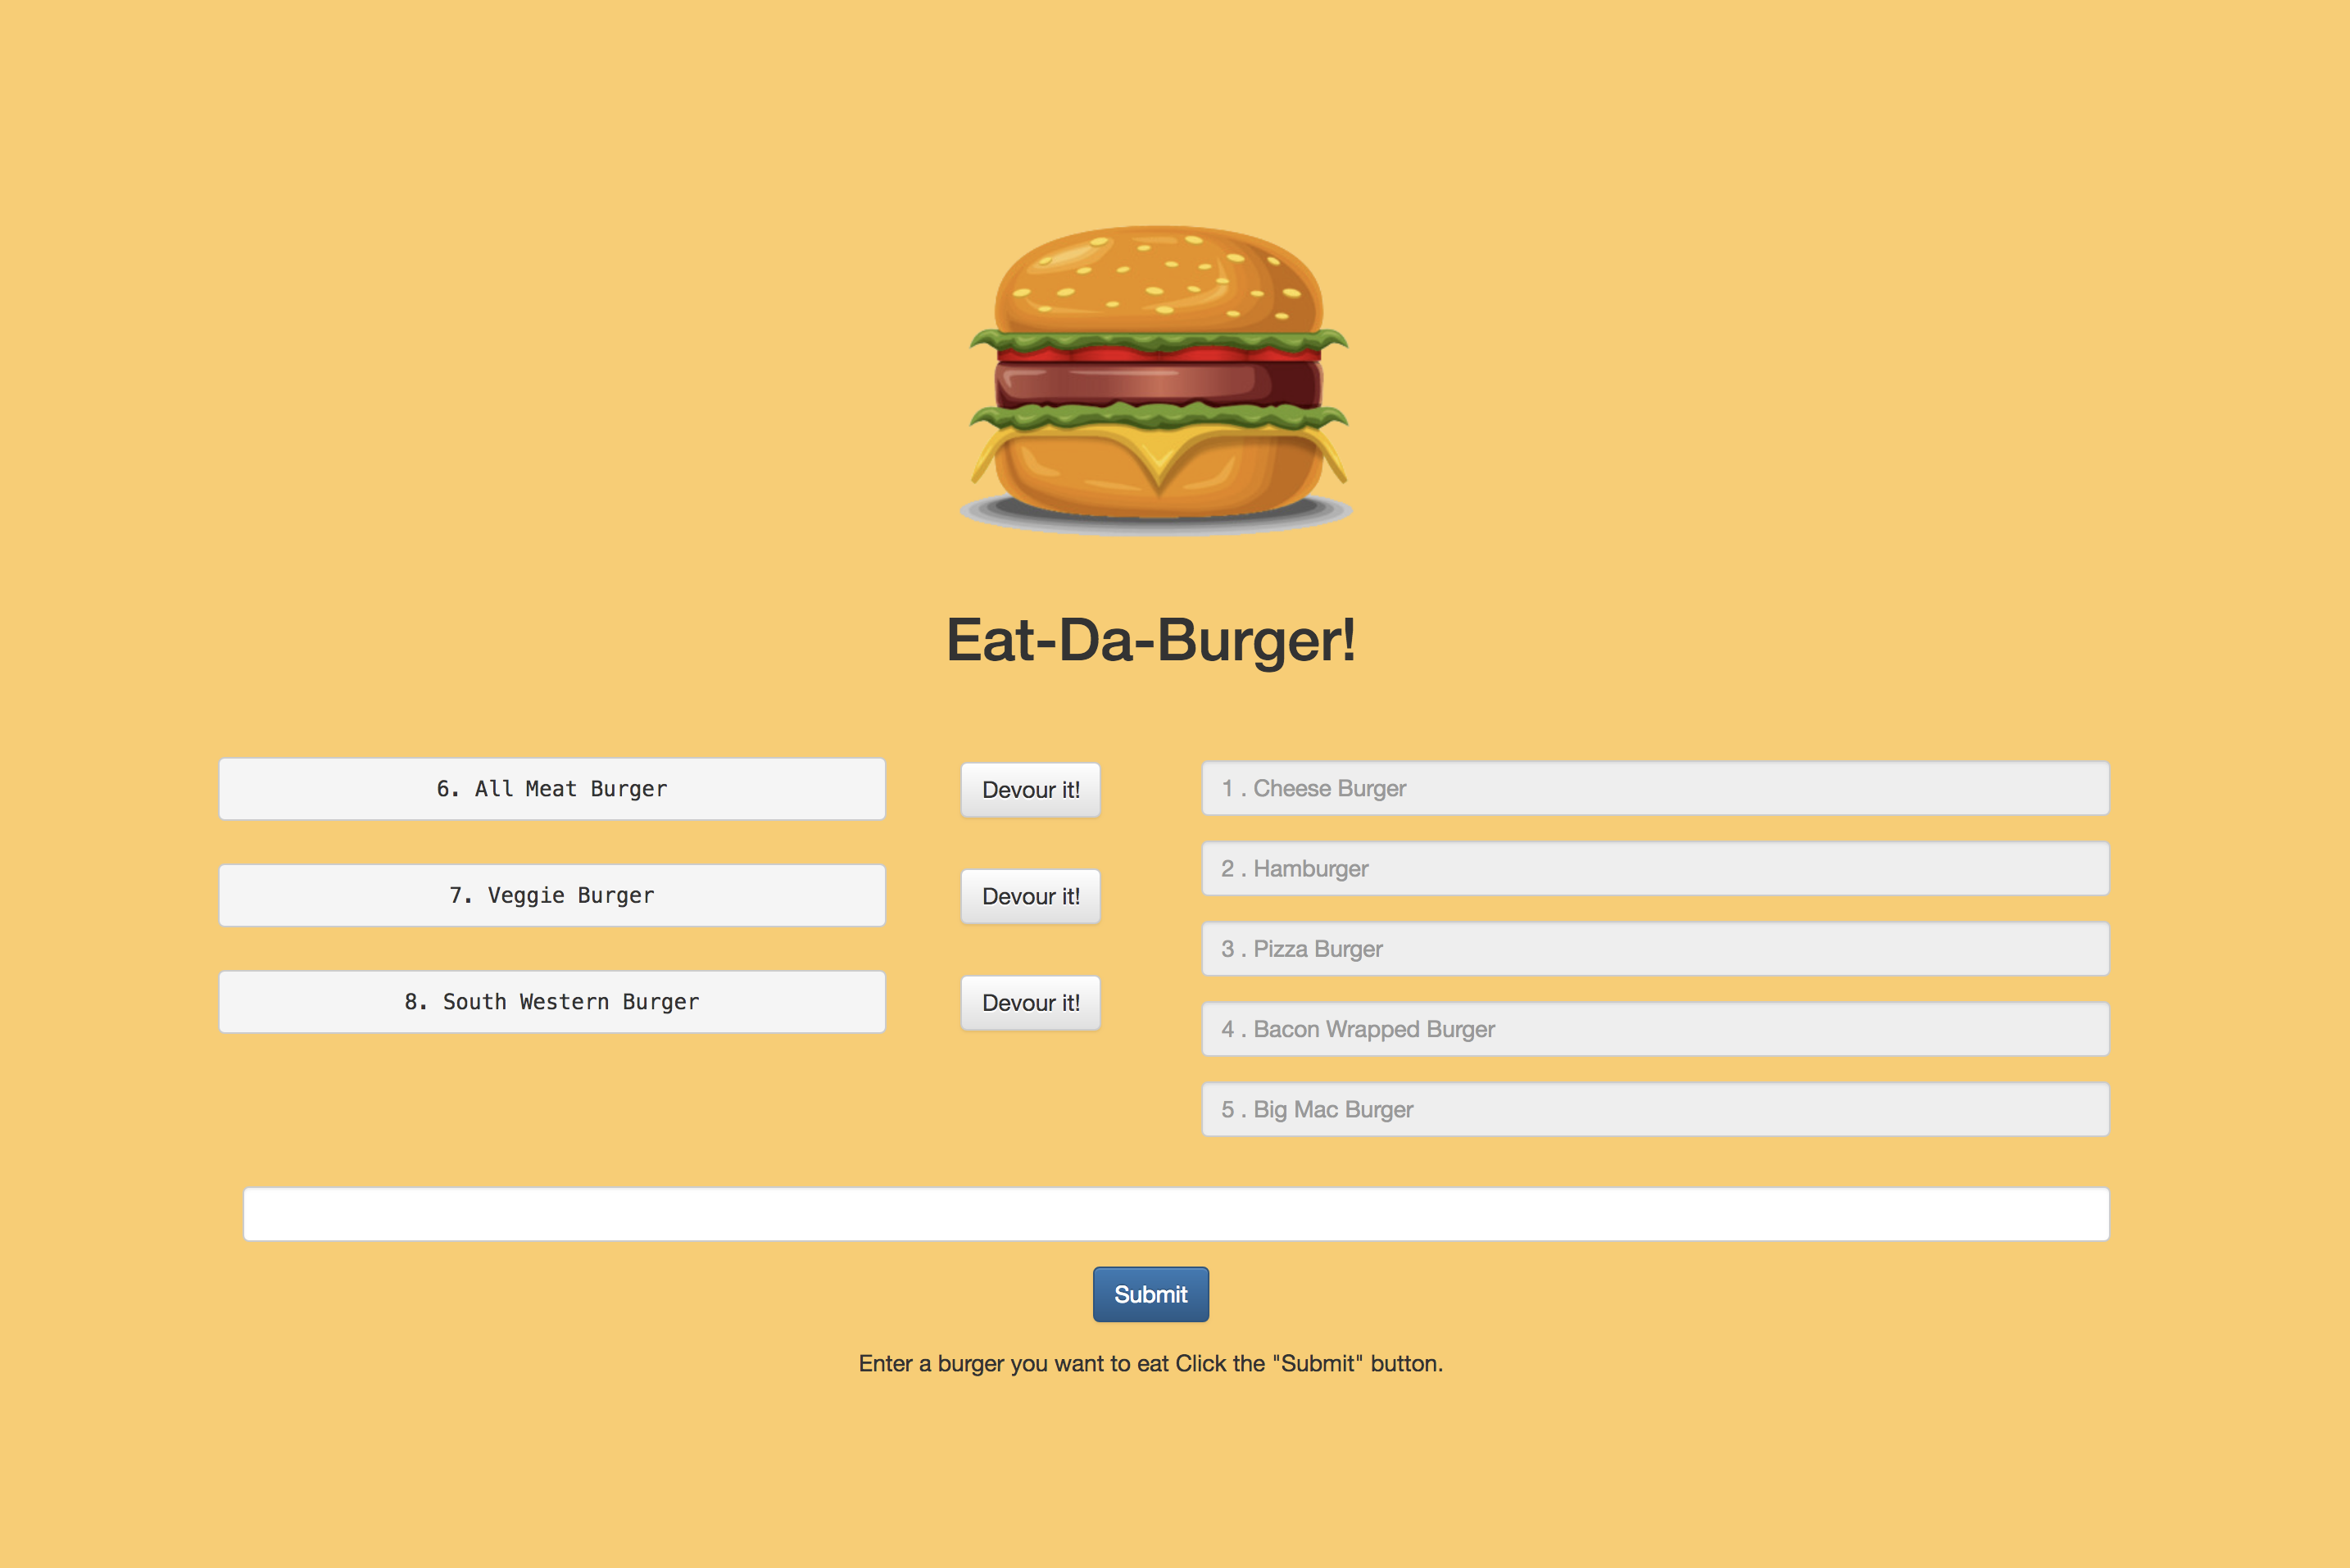 Eat-Da-Burger!
6. All Meat Burger
Devour it!
7. Veggie Burger
Devour it!
8. South Western Burger
Devour it!
1 . Cheese Burger
2 . Hamburger
3 . Pizza Burger
4 . Bacon Wrapped Burger
5 . Big Mac Burger
Submit
Enter a burger you want to eat Click the "Submit" button.